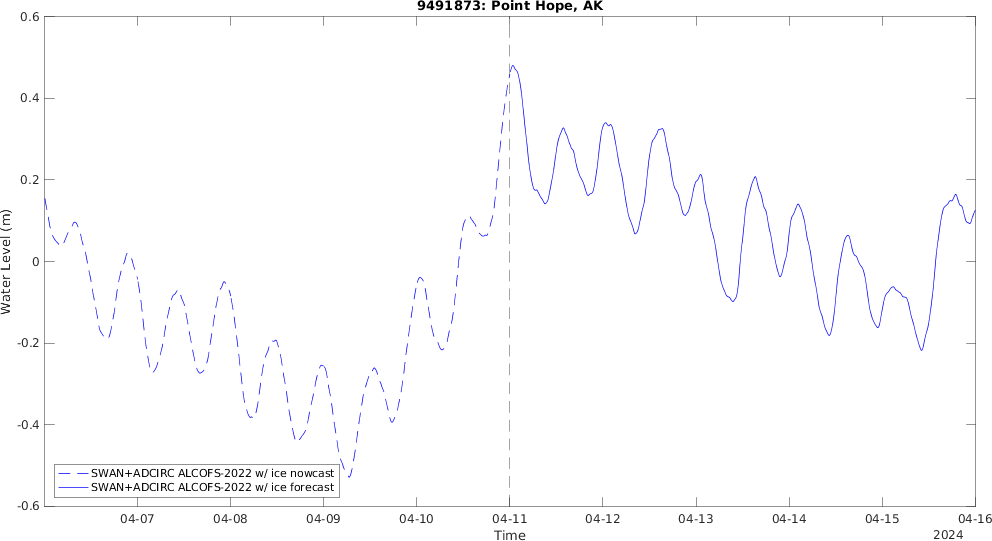 9491873: Point Hope, AK
0.6
0.4
0.2
0
-0.2
-0.4
-0.6
Water Level (m)
SWAN+ADCIRC ALCOFS-2022 w/ ice nowcast
SWAN+ADCIRC ALCOFS-2022 w/ ice forecast
04-07 04-08 04-09 04-10 04-11 04-12 04-13 04-14 04-15 04-16
Time
2024